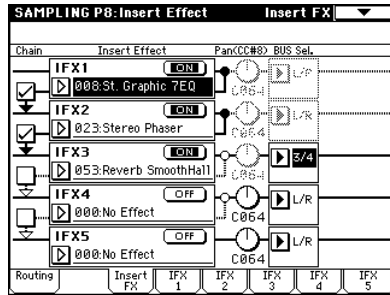 SAMPLING P8:Insert Effect Insert FX
Chain Insert Effect Pan(CC#8) BUS Sel.
IFX1 ON
008:St. Graphic 7EQ C064 L/R
IFX2 ON
023:Stereo Phaser C064 L/R
IFX3 ON
053:Reverb SmoothHall C064 3/4
IFX4 OFF
000:No Effect C064 L/R
IFX5 OFF
000:No Effect C064 L/R
Routing Insert FX IFX 1 IFX 2 IFX 3 IFX 4 IFX 5